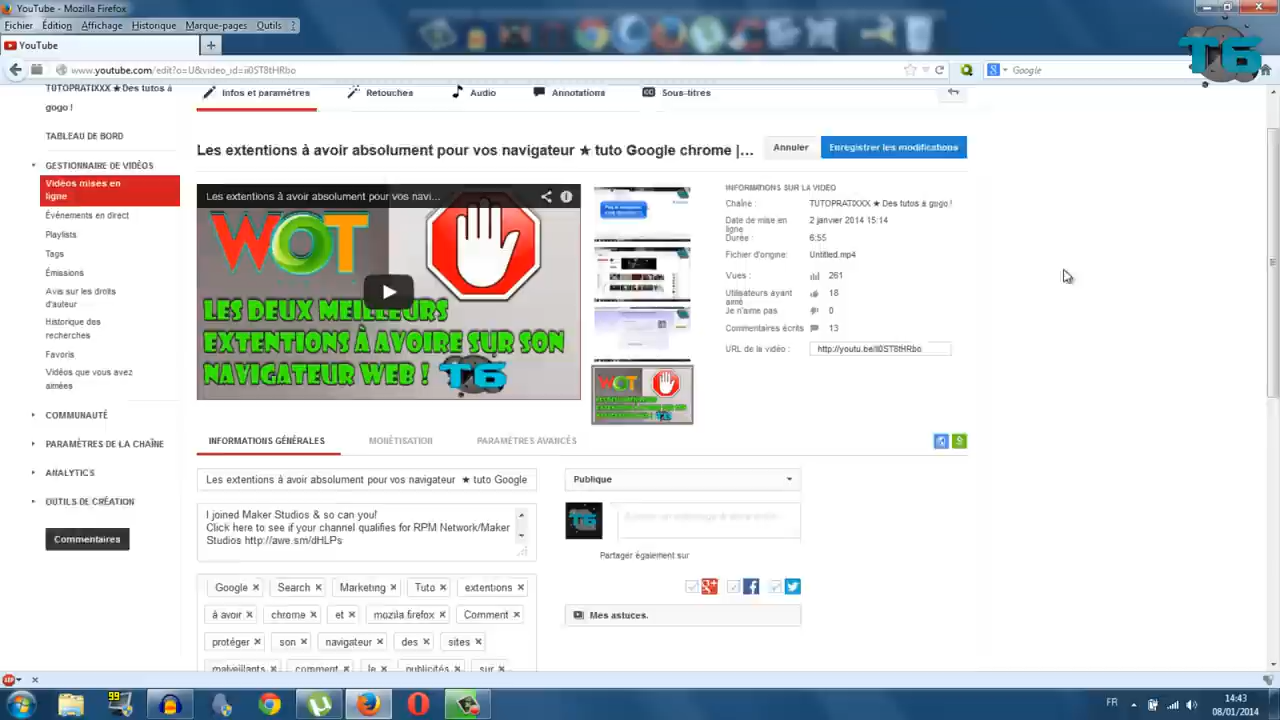 YouTube - Mozilla Firefox
Fichier Édition Affichage Historique Marque-pages Outils ?
YouTube
www.youtube.com/edit?o=U&video_id=ii0ST8tHRbo
Google
T6
TUTOPRATIXXX ★ Des tutos à
gogo !
Infos et paramètres Retouches Audio Annotations Sous-titres
TABLEAU DE BORD
GESTIONNAIRE DE VIDÉOS
Vidéos mises en
ligne
Événements en direct
Playlists
Tags
Émissions
Avis sur les droits
d'auteur
Historique des
recherches
Favoris
Vidéos que vous avez
aimées
COMMUNAUTÉ
PARAMÈTRES DE LA CHAÎNE
ANALYTICS
OUTILS DE CRÉATION
Commentaires
Les extentions à avoir absolument pour vos navigateur ★ tuto Google chrome |...
Annuler
Enregistrer les modifications
Les extentions à avoir absolument pour vos navi...
WOT
LES DEUX MEILLEURS
EXTENTIONS À AVOIRE SUR SON
NAVIGATEUR WEB ! T6
WOT
INFORMATIONS SUR LA VIDÉO
Chaîne : TUTOPRATIXXX ★ Des tutos à gogo !
Date de mise en
ligne 2 janvier 2014 15:14
Durée : 6:55
Fichier d'origine: Untitled.mp4
Vues : 261
Utilisateurs ayant
aimé 18
Je n'aime pas 0
Commentaires écrits 13
URL de la vidéo : http://youtu.be/ii0ST8tHRbo
INFORMATIONS GÉNÉRALES MONÉTISATION PARAMÈTRES AVANCÉS
Les extentions à avoir absolument pour vos navigateur ★ tuto Google
I joined Maker Studios & so can you!
Click here to see if your channel qualifies for RPM Network/Maker
Studios http://awe.sm/dHLPs
Google × Search × Marketing × Tuto × extentions ×
à avoir × chrome × et × mozila firefox × Comment ×
protéger × son × navigateur × des × sites ×
malveillants × comment × le × publicités × sur ×
Publique
T6
Partager également sur
Mes astuces.
ABP
99
FR
14:43
08/01/2014